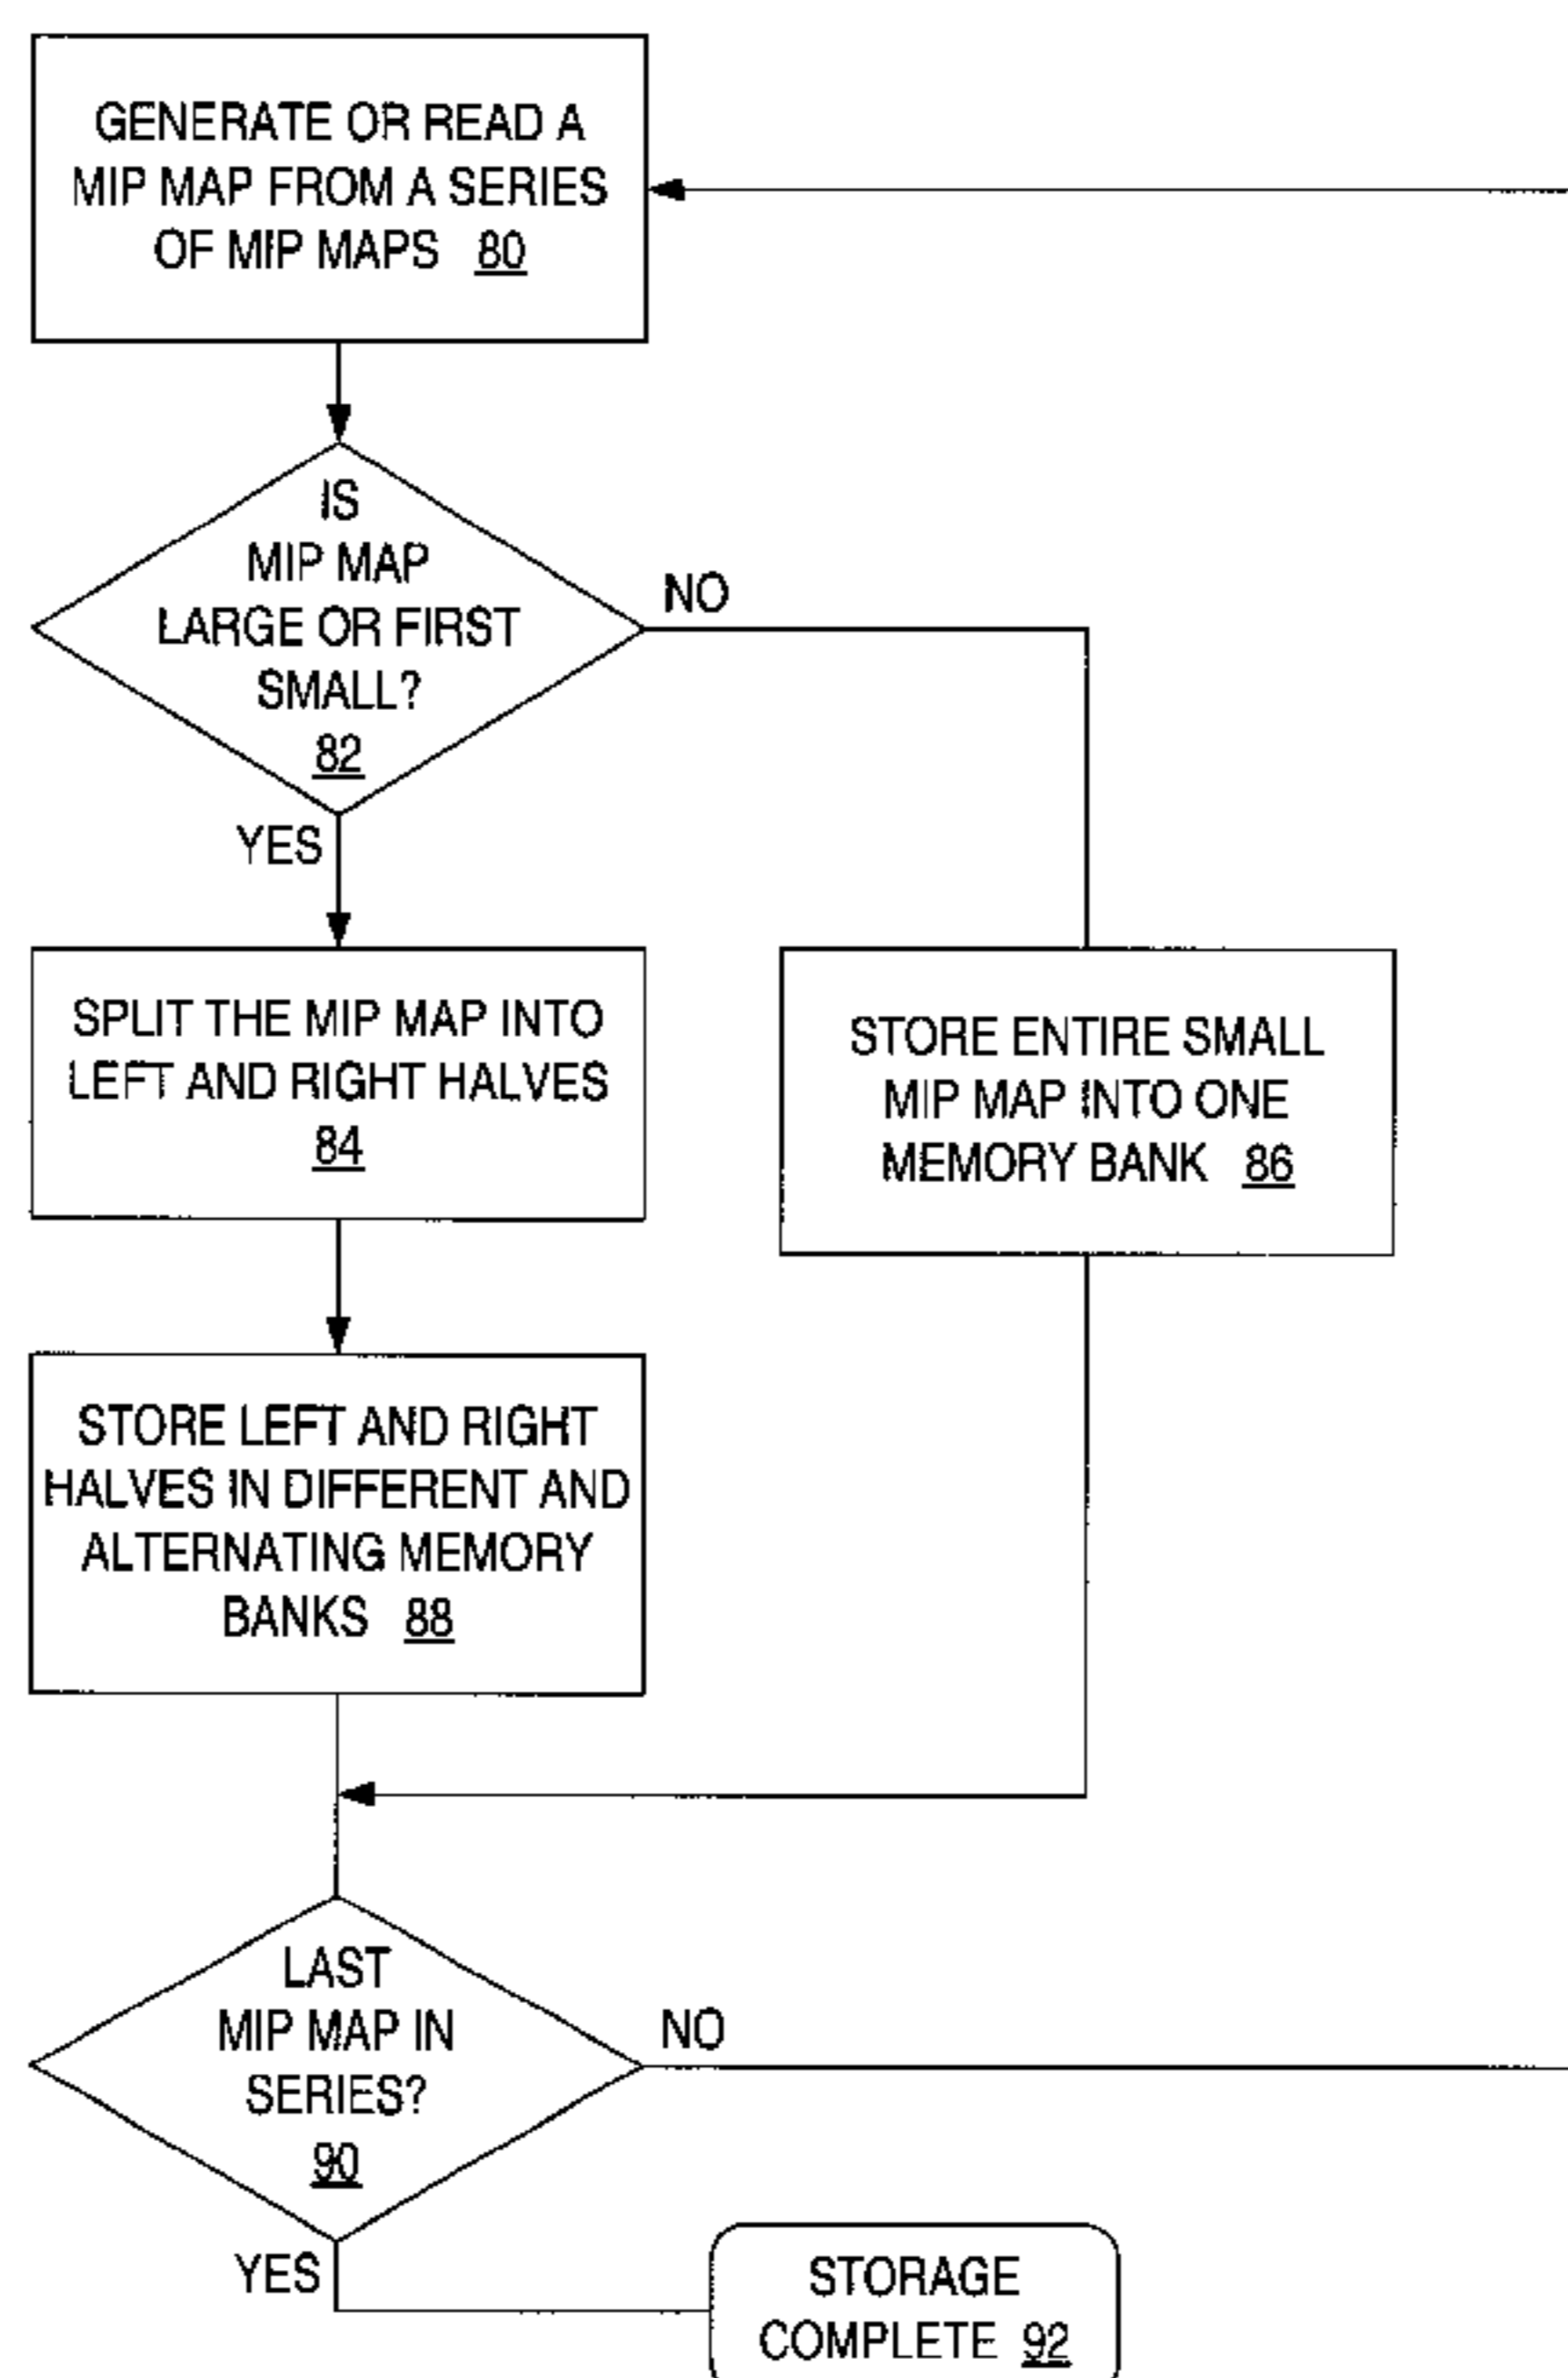 GENERATE OR READ A
MIP MAP FROM A SERIES
OF MIP MAPS 80
IS
MIP MAP
LARGE OR FIRST
SMALL?
82
NO
YES
SPLIT THE MIP MAP INTO
LEFT AND RIGHT HALVES
84
STORE ENTIRE SMALL
MIP MAP INTO ONE
MEMORY BANK 86
STORE LEFT AND RIGHT
HALVES IN DIFFERENT AND
ALTERNATING MEMORY
BANKS 88
LAST
MIP MAP IN
SERIES?
90
NO
YES
STORAGE
COMPLETE 92